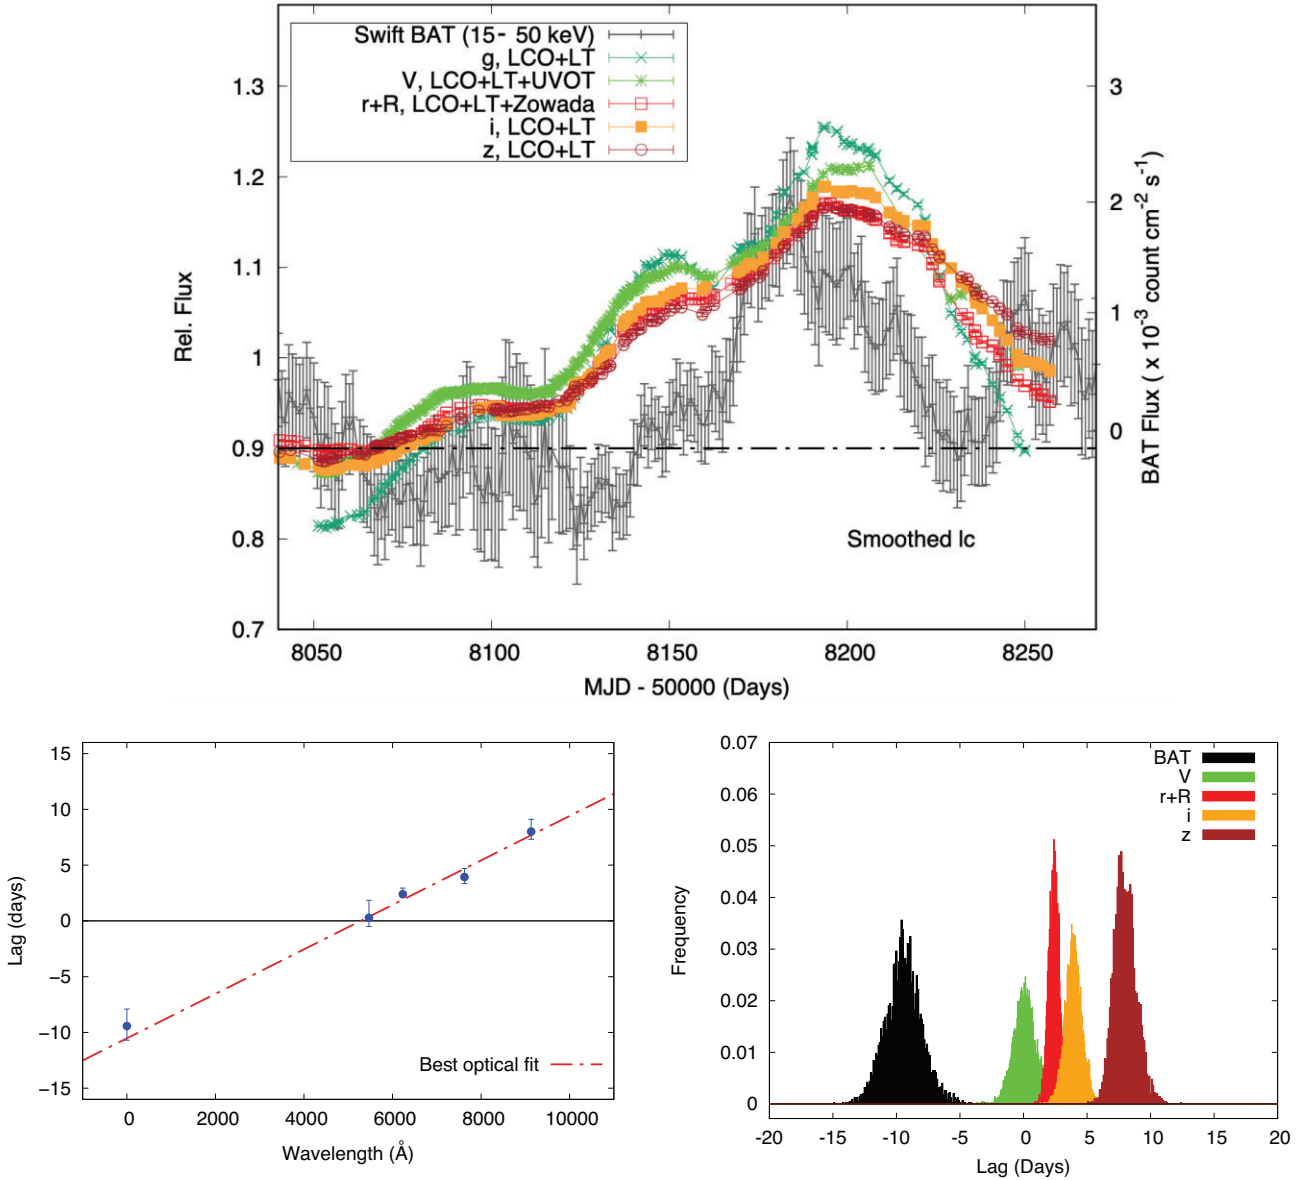 Swift BAT (15- 50 keV)
g, LCO+LT
V, LCO+LT+UVOT
r+R, LCO+LT+Zowada
i, LCO+LT
z, LCO+LT
1.3
1.2
1.1
1
0.9
0.8
0.7
Rel. Flux
3
2
1
0
BAT Flux ( x 10⁻³ count cm⁻² s⁻¹)
Smoothed lc
8050 8100 8150 8200 8250
MJD - 50000 (Days)
15
10
5
0
−5
−10
−15
Lag (days)
Best optical fit
0 2000 4000 6000 8000 10000
Wavelength (Å)
0.07
0.06
0.05
0.04
0.03
0.02
0.01
0
Frequency
BAT
V
r+R
i
z
-20 -15 -10 -5 0 5 10 15 20
Lag (Days)